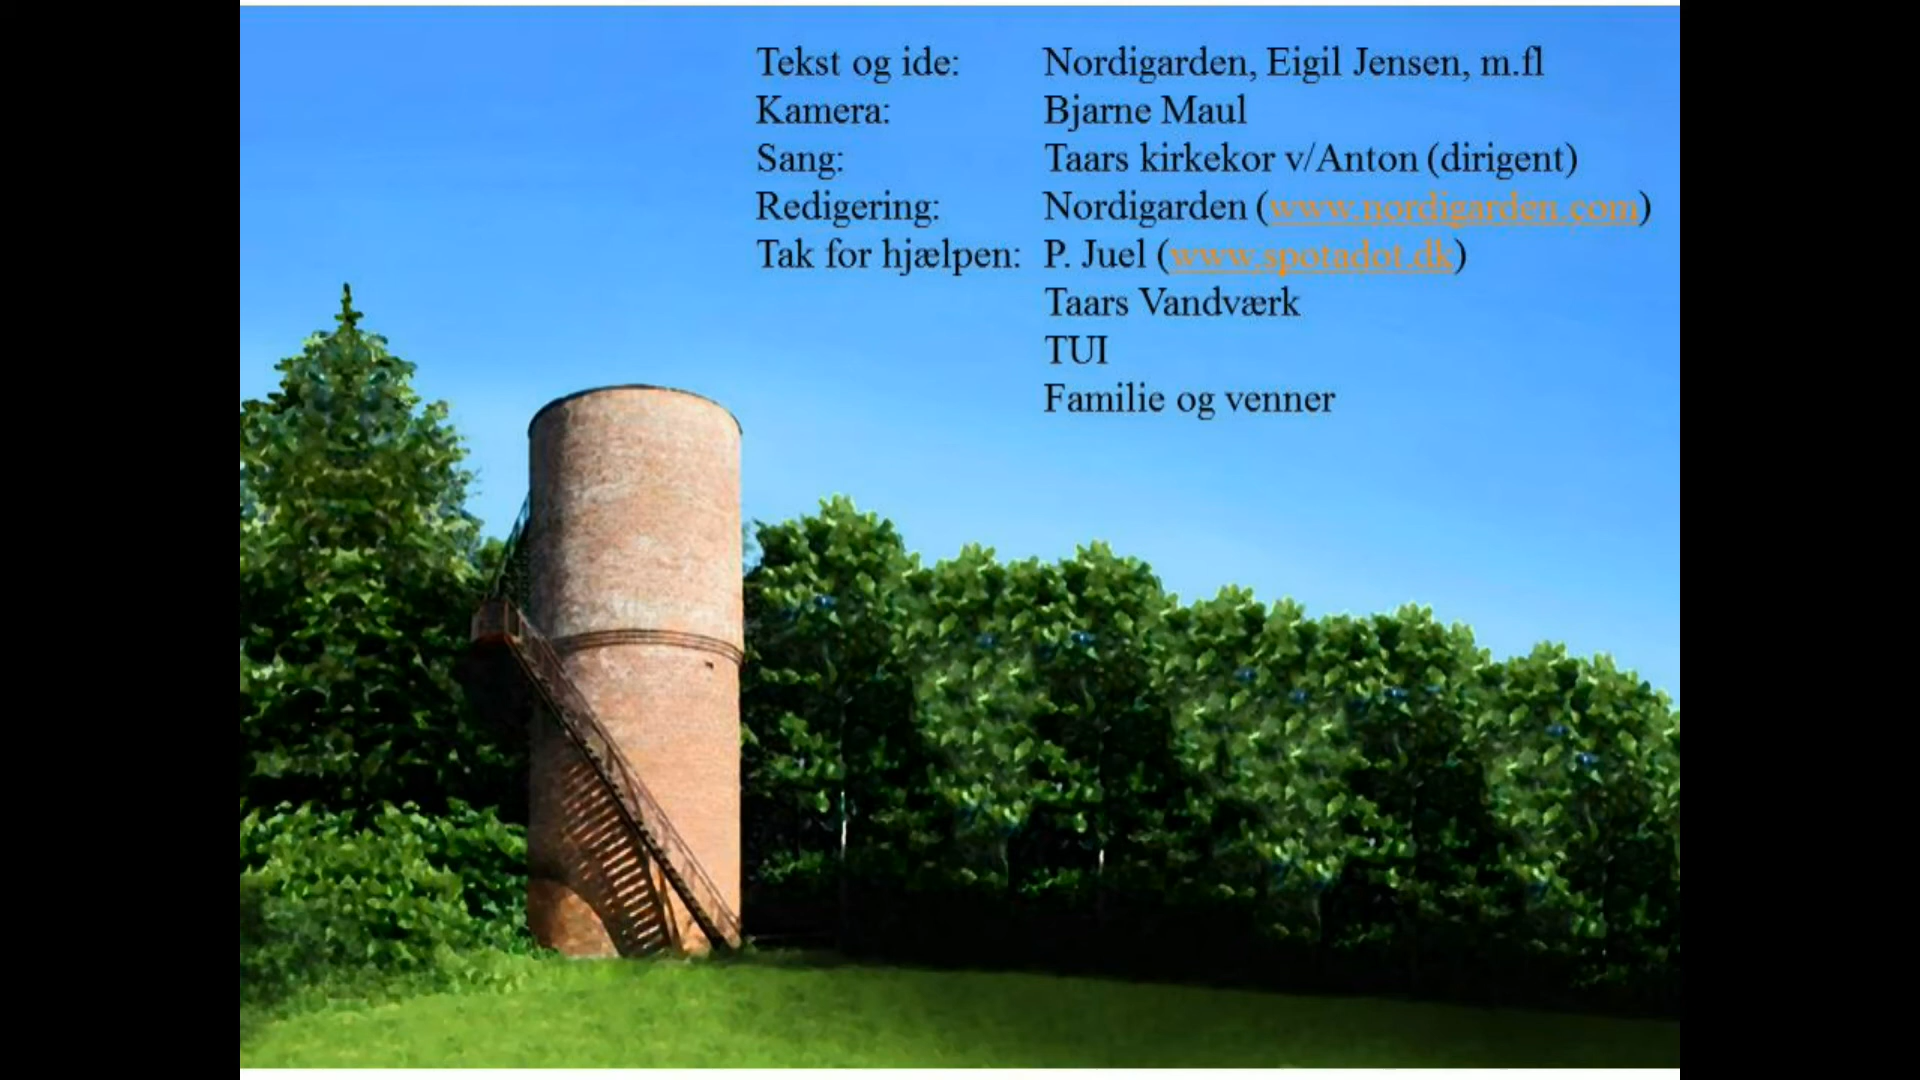 Tekst og ide: Nordigarden, Eigil Jensen, m.fl
Kamera: Bjarne Maul
Sang: Taars kirkekor v/Anton (dirigent)
Redigering: Nordigarden (www.nordigarden.com)
Tak for hjælpen: P. Juel (www.spotadot.dk)
Taars Vandværk
TUI
Familie og venner